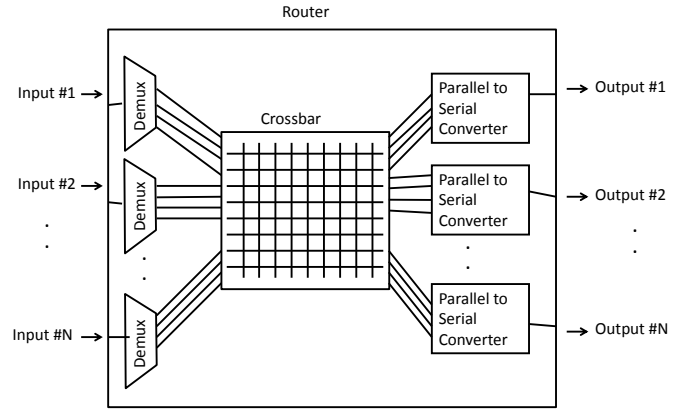 Router
Input #1
Demux
Parallel to
Serial
Converter
Output #1
Crossbar
Input #2
Demux
Parallel to
Serial
Converter
Output #2
Input #N
Demux
Parallel to
Serial
Converter
Output #N